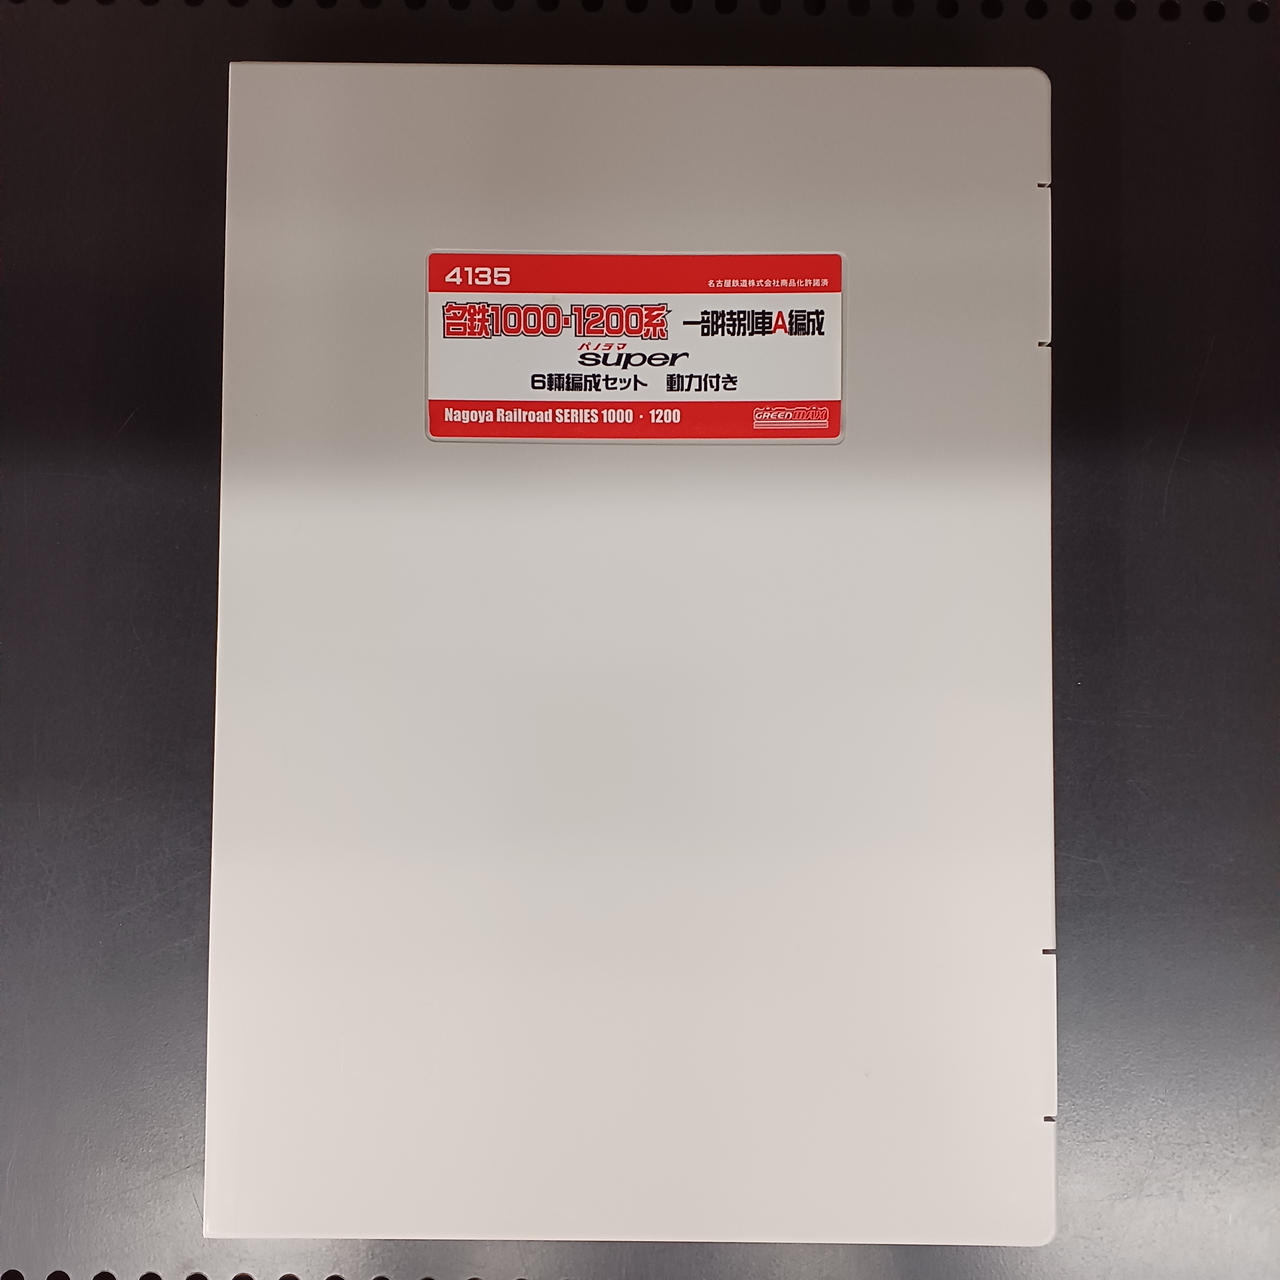 4135
名古屋鉄道株式会社商品化許諾済
名鉄1000・1200系 一部特別車A編成
パノラマ
super
6輌編成セット 動力付き
Nagoya Railroad SERIES 1000・1200
GREENMAX